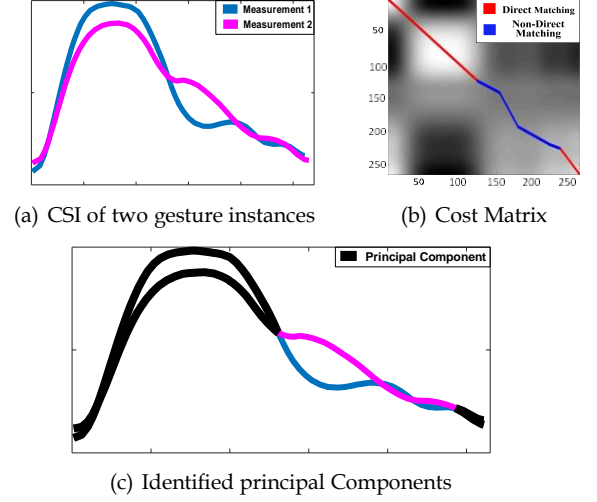 Measurement 1
Measurement 2
(a) CSI of two gesture instances
Direct Matching
Non-Direct
Matching
50
100
150
200
250
50 100 150 200 250
(b) Cost Matrix
Principal Component
(c) Identified principal Components